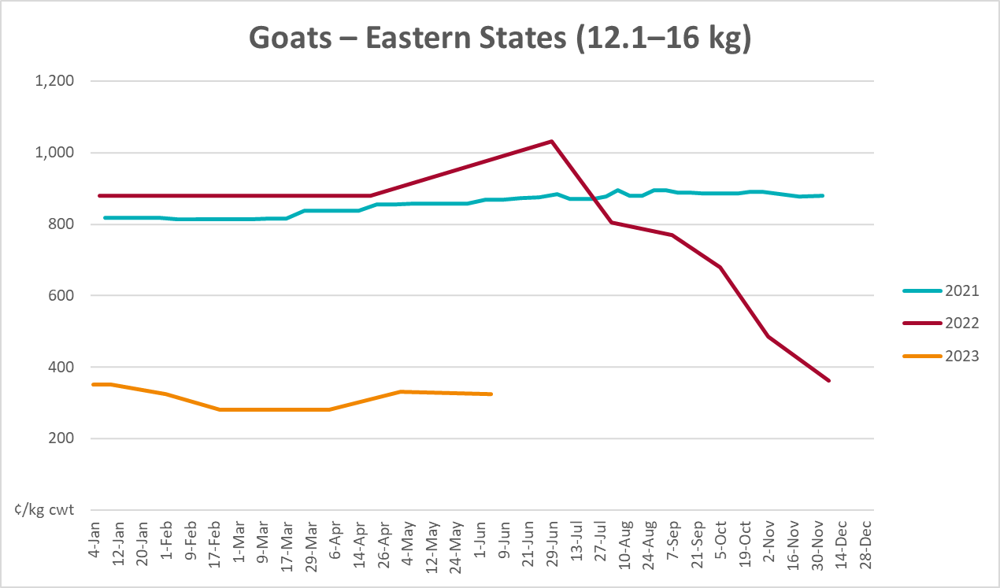 Goats – Eastern States (12.1–16 kg)
1,200
1,000
800
600
400
200
¢/kg cwt
4-Jan
12-Jan
20-Jan
1-Feb
9-Feb
17-Feb
1-Mar
9-Mar
17-Mar
29-Mar
6-Apr
14-Apr
26-Apr
4-May
12-May
24-May
1-Jun
9-Jun
21-Jun
29-Jun
13-Jul
27-Jul
10-Aug
24-Aug
7-Sep
21-Sep
5-Oct
19-Oct
2-Nov
16-Nov
30-Nov
14-Dec
28-Dec
2021
2022
2023